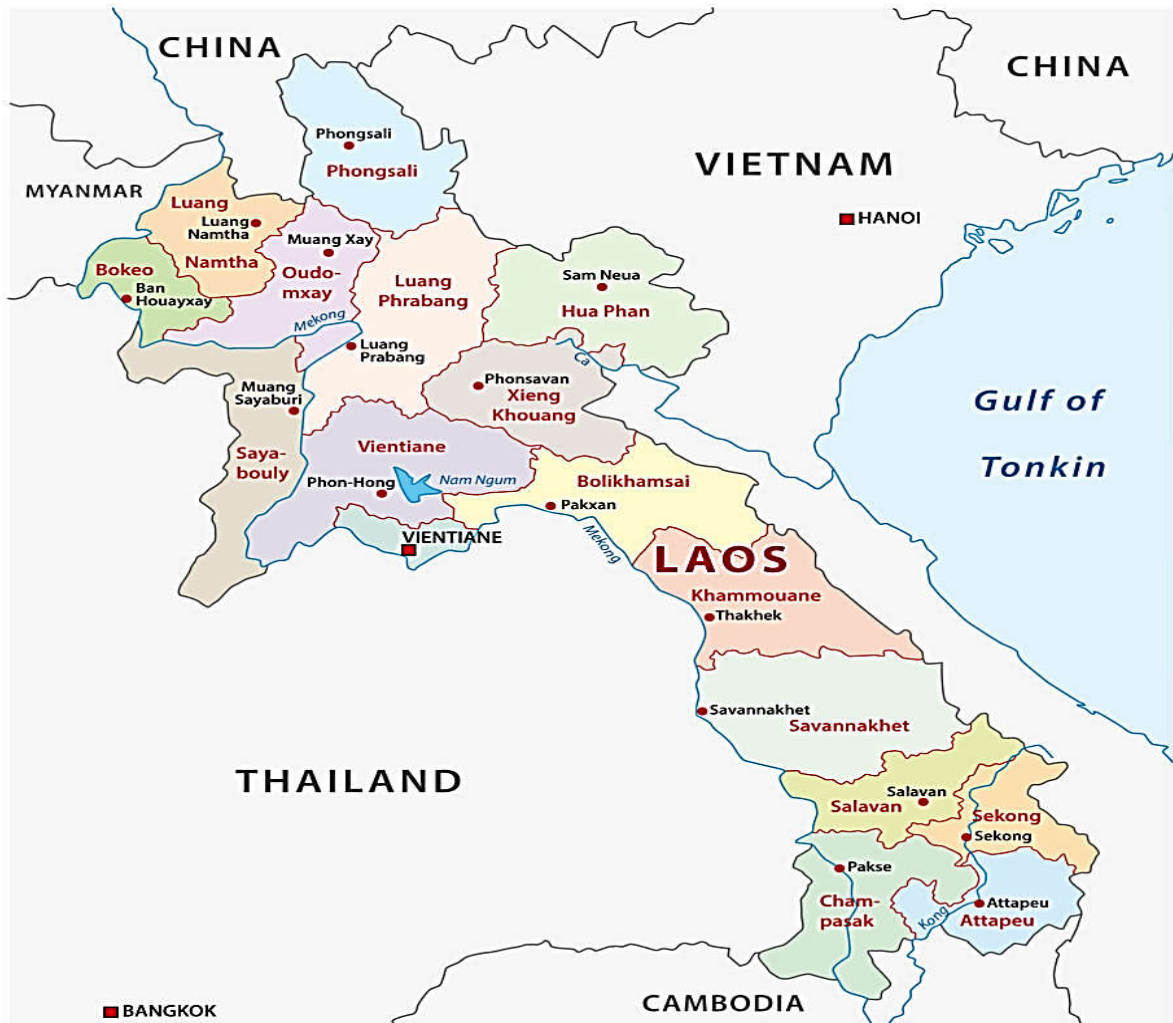 CHINA
CHINA
Phongsali
Phongsali
VIETNAM
MYANMAR
HANOI
Luang
Luang
Namtha
Namtha
Muang Xay
Oudo-
mxay
Bokeo
Ban
Houayxay
Luang
Phrabang
Sam Neua
Hua Phan
Mekong
Luang
Prabang
Ca
Phonsavan
Xieng
Khouang
Muang
Sayaburi
Gulf of
Tonkin
Saya-
bouly
Vientiane
Phon-Hong
Nam Ngum
Bolikhamsai
Pakxan
VIENTIANE
Mekong
LAOS
Khammouane
Thakhek
Savannakhet
Savannakhet
THAILAND
Salavan
Salavan
Sekong
Sekong
Pakse
Cham-
pasak
Attapeu
Attapeu
Kong
CAMBODIA
BANGKOK